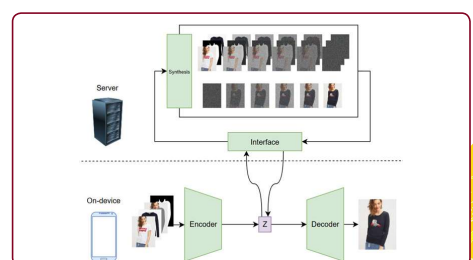 Synthesis
Server
Interface
On-device
Encoder
Z
Decoder